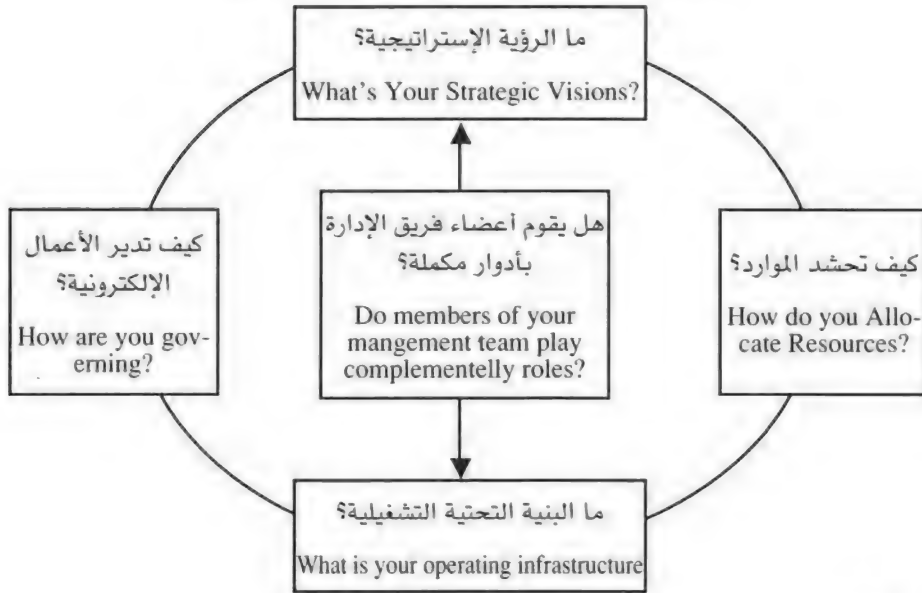 ما الرؤية الإستراتيجية؟
What's Your Strategic Visions?
كيف تدير الأعمال
الإلكترونية؟
How are you gov-
erning?
هل يقوم أعضاء فريق الإدارة
بأدوار مكملة؟
Do members of your
mangement team play
complementelly roles?
كيف تحشد الموارد؟
How do you Allo-
cate Resources?
ما البنية التحتية التشغيلية؟
What is your operating infrastructure